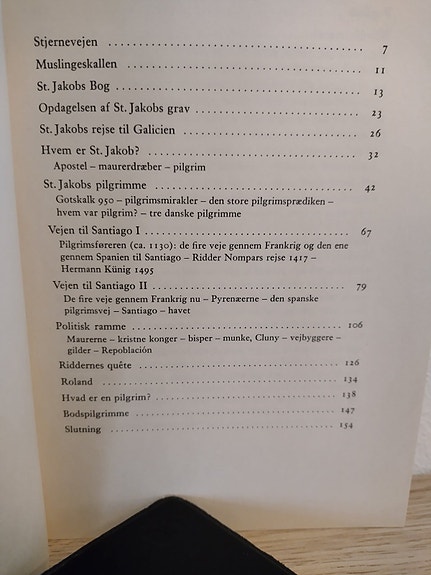 Stjernevejen . . . . . . . . . . . . . . . . . . . . . . . . . . . . . . . . . . . . 7
Muslingeskallen . . . . . . . . . . . . . . . . . . . . . . . . . . . . . . . . . 11
St. Jakobs Bog . . . . . . . . . . . . . . . . . . . . . . . . . . . . . . . . . . 13
Opdagelsen af St. Jakobs grav . . . . . . . . . . . . . . . . . . . . . . 23
St. Jakobs rejse til Galicien . . . . . . . . . . . . . . . . . . . . . . . . 26
Hvem er St. Jakob? . . . . . . . . . . . . . . . . . . . . . . . . . . . . . . 32
Apostel – maurerdræber – pilgrim
St. Jakobs pilgrimme . . . . . . . . . . . . . . . . . . . . . . . . . . . . . 42
Gotskalk 950 – pilgrimsmirakler – den store pilgrimsprædiken –
hvem var pilgrim? – tre danske pilgrimme
Vejen til Santiago I . . . . . . . . . . . . . . . . . . . . . . . . . . . . . . 67
Pilgrimsføreren (ca. 1130): de fire veje gennem Frankrig og den ene
gennem Spanien til Santiago – Ridder Nompars rejse 1417 –
Hermann Künig 1495
Vejen til Santiago II . . . . . . . . . . . . . . . . . . . . . . . . . . . . . 79
De fire veje gennem Frankrig nu – Pyrenæerne – den spanske
pilgrimsvej – Santiago – havet
Politisk ramme . . . . . . . . . . . . . . . . . . . . . . . . . . . . . . . . . 106
Maurerne – kristne konger – bisper – munke, Cluny – vejbyggere –
gilder – Repoblación
Riddernes quête . . . . . . . . . . . . . . . . . . . . . . . . . . . . . . . . 126
Roland . . . . . . . . . . . . . . . . . . . . . . . . . . . . . . . . . . . . . . 134
Hvad er en pilgrim? . . . . . . . . . . . . . . . . . . . . . . . . . . . . . 138
Bodspilgrimme . . . . . . . . . . . . . . . . . . . . . . . . . . . . . . . . . 147
Slutning . . . . . . . . . . . . . . . . . . . . . . . . . . . . . . . . . . . . . 154